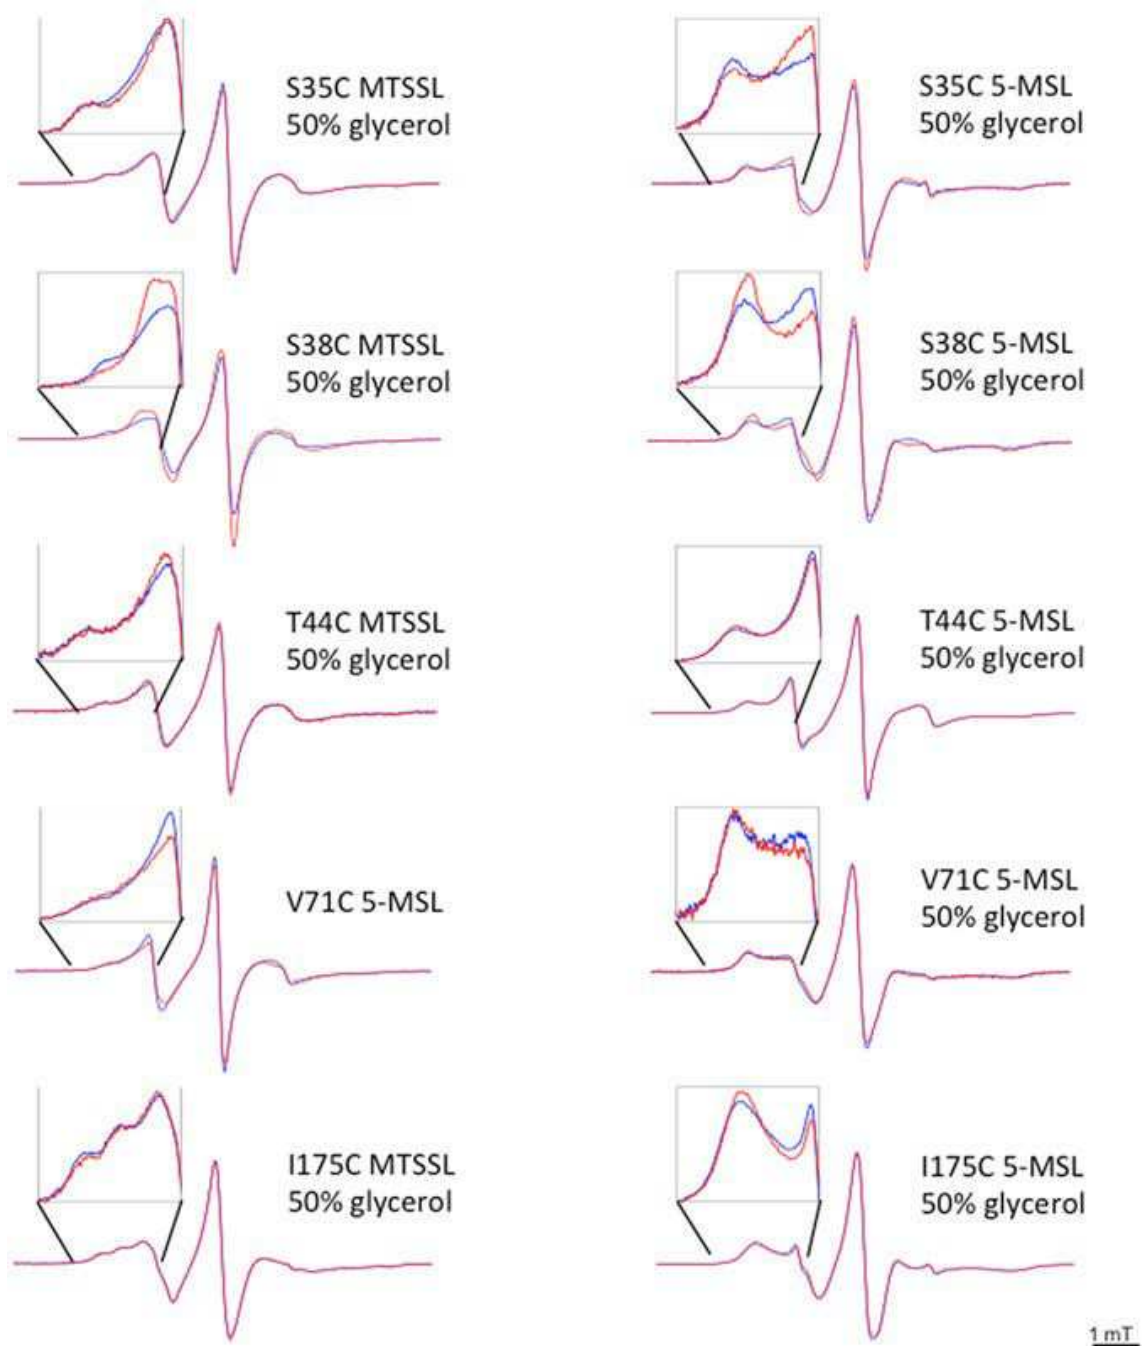 S35C MTSSL
50% glycerol
S35C 5-MSL
50% glycerol
S38C MTSSL
50% glycerol
S38C 5-MSL
50% glycerol
T44C MTSSL
50% glycerol
T44C 5-MSL
50% glycerol
V71C 5-MSL
V71C 5-MSL
50% glycerol
I175C MTSSL
50% glycerol
I175C 5-MSL
50% glycerol
1 mT